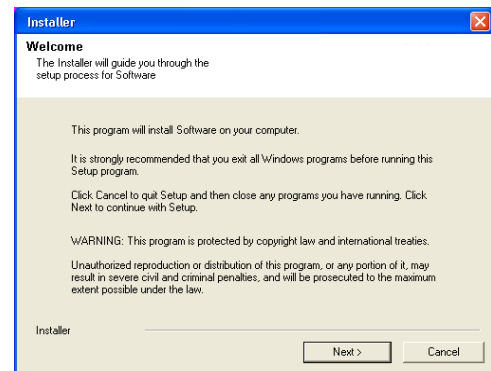 Installer
Welcome
The Installer will guide you through the
setup process for Software
This program will install Software on your computer.
It is strongly recommended that you exit all Windows programs before running this
Setup program.
Click Cancel to quit Setup and then close any programs you have running. Click
Next to continue with Setup.
WARNING: This program is protected by copyright law and international treaties.
Unauthorized reproduction or distribution of this program, or any portion of it, may
result in severe civil and criminal penalties, and will be prosecuted to the maximum
extent possible under the law.
Installer
Next >
Cancel